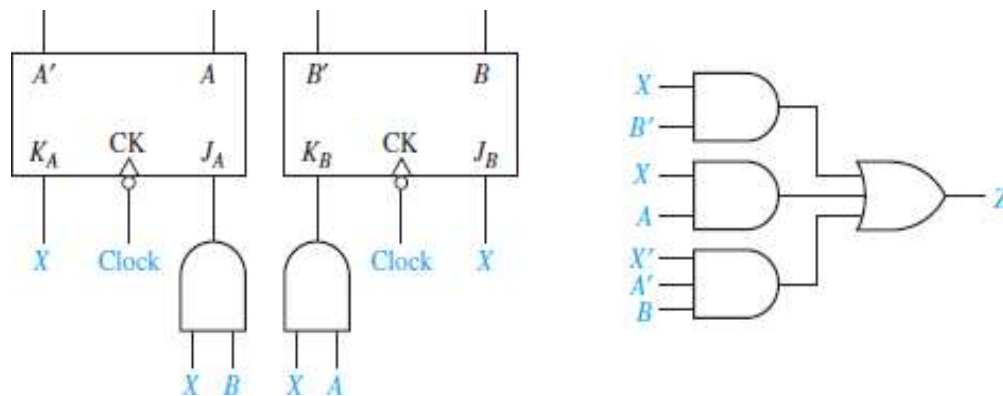 A′ A B′ B
K_A CK J_A K_B CK J_B
X Clock Clock X
X B X A
X
B′
X
A
Z
X′
A′
B